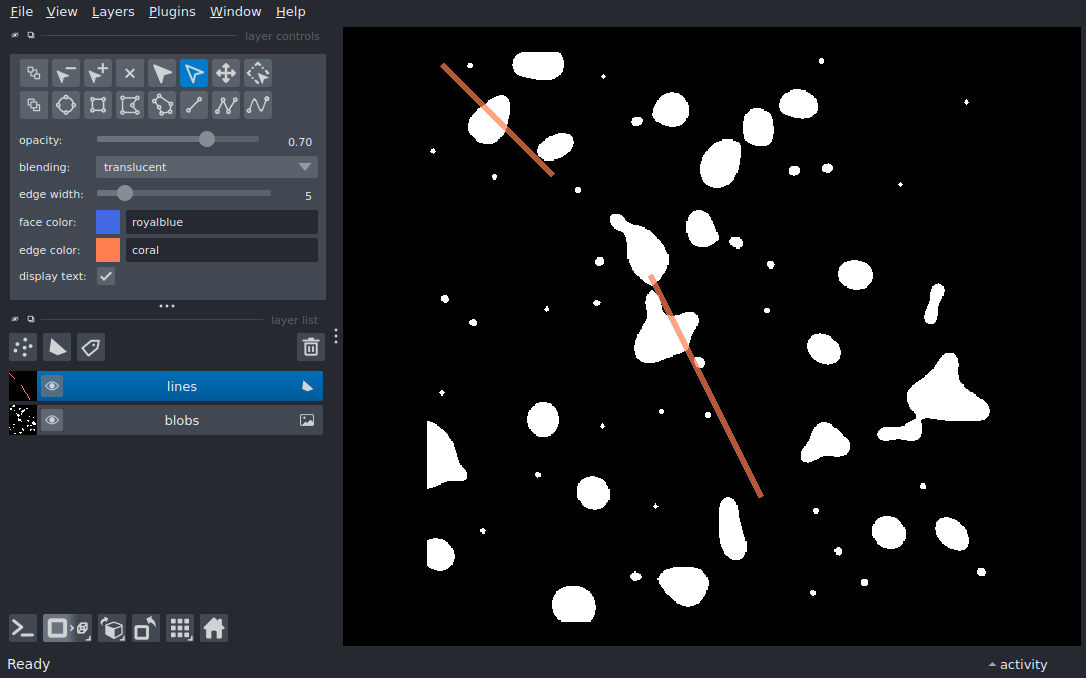 File View Layers Plugins Window Help
layer controls
opacity: 0.70
blending: translucent
edge width: 5
face color: royalblue
edge color: coral
display text:
layer list
lines
blobs
Ready
activity